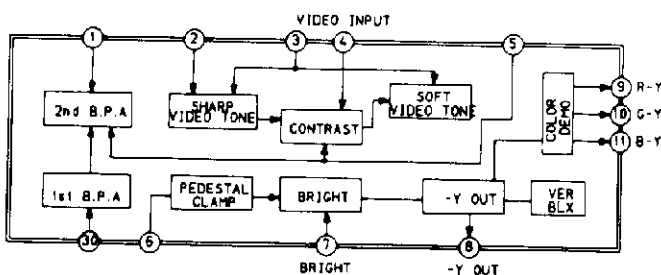 VIDEO INPUT
1
2
3
4
5
9 R-Y
10 G-Y
11 B-Y
2nd B.P.A
SHARP
VIDEO TONE
CONTRAST
SOFT
VIDEO TONE
COLOR
DEMO
1st B.P.A
PEDESTAL
CLAMP
BRIGHT
-Y OUT
VER
BLX
30
6
7
8
BRIGHT
-Y OUT